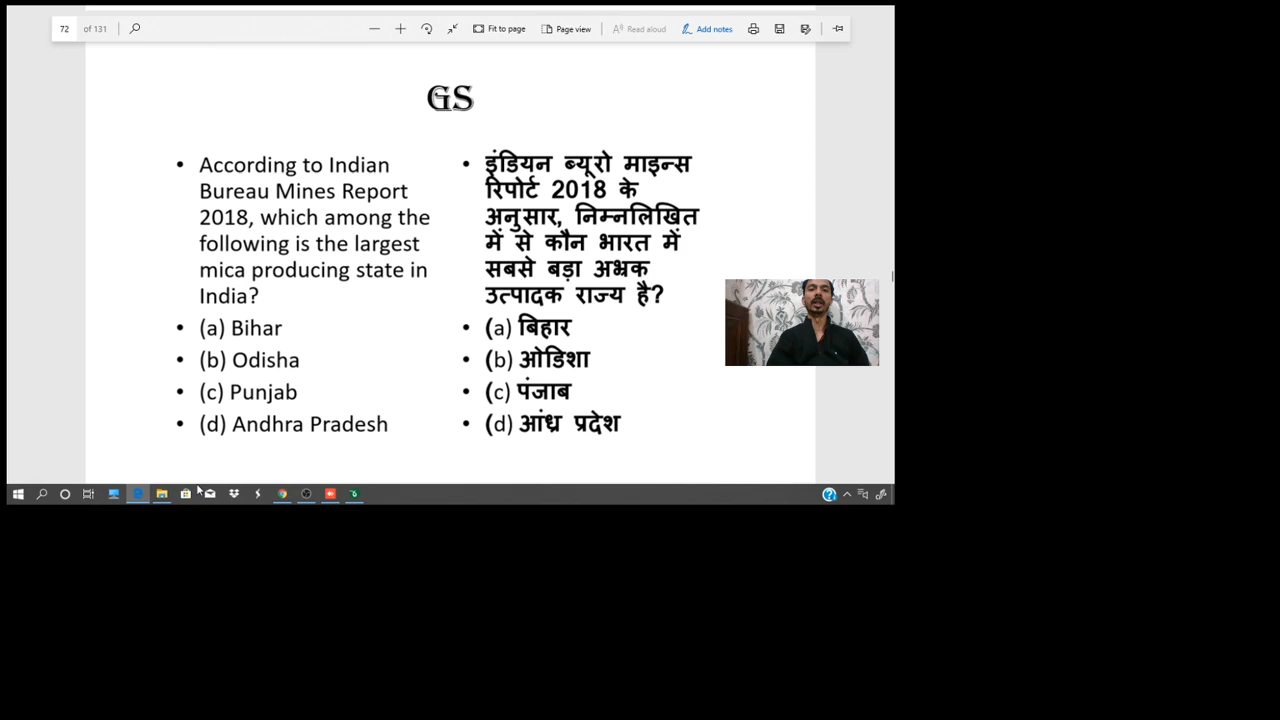 72 of 131 Fit to page Page view Read aloud Add notes
GS
• According to Indian
Bureau Mines Report
2018, which among the
following is the largest
mica producing state in
India?
• (a) Bihar
• (b) Odisha
• (c) Punjab
• (d) Andhra Pradesh
• इंडियन ब्यूरो माइन्स
रिपोर्ट 2018 के
अनुसार, निम्नलिखित
में से कौन भारत में
सबसे बड़ा अभ्रक
उत्पादक राज्य है?
• (a) बिहार
• (b) ओडिशा
• (c) पंजाब
• (d) आंध्र प्रदेश